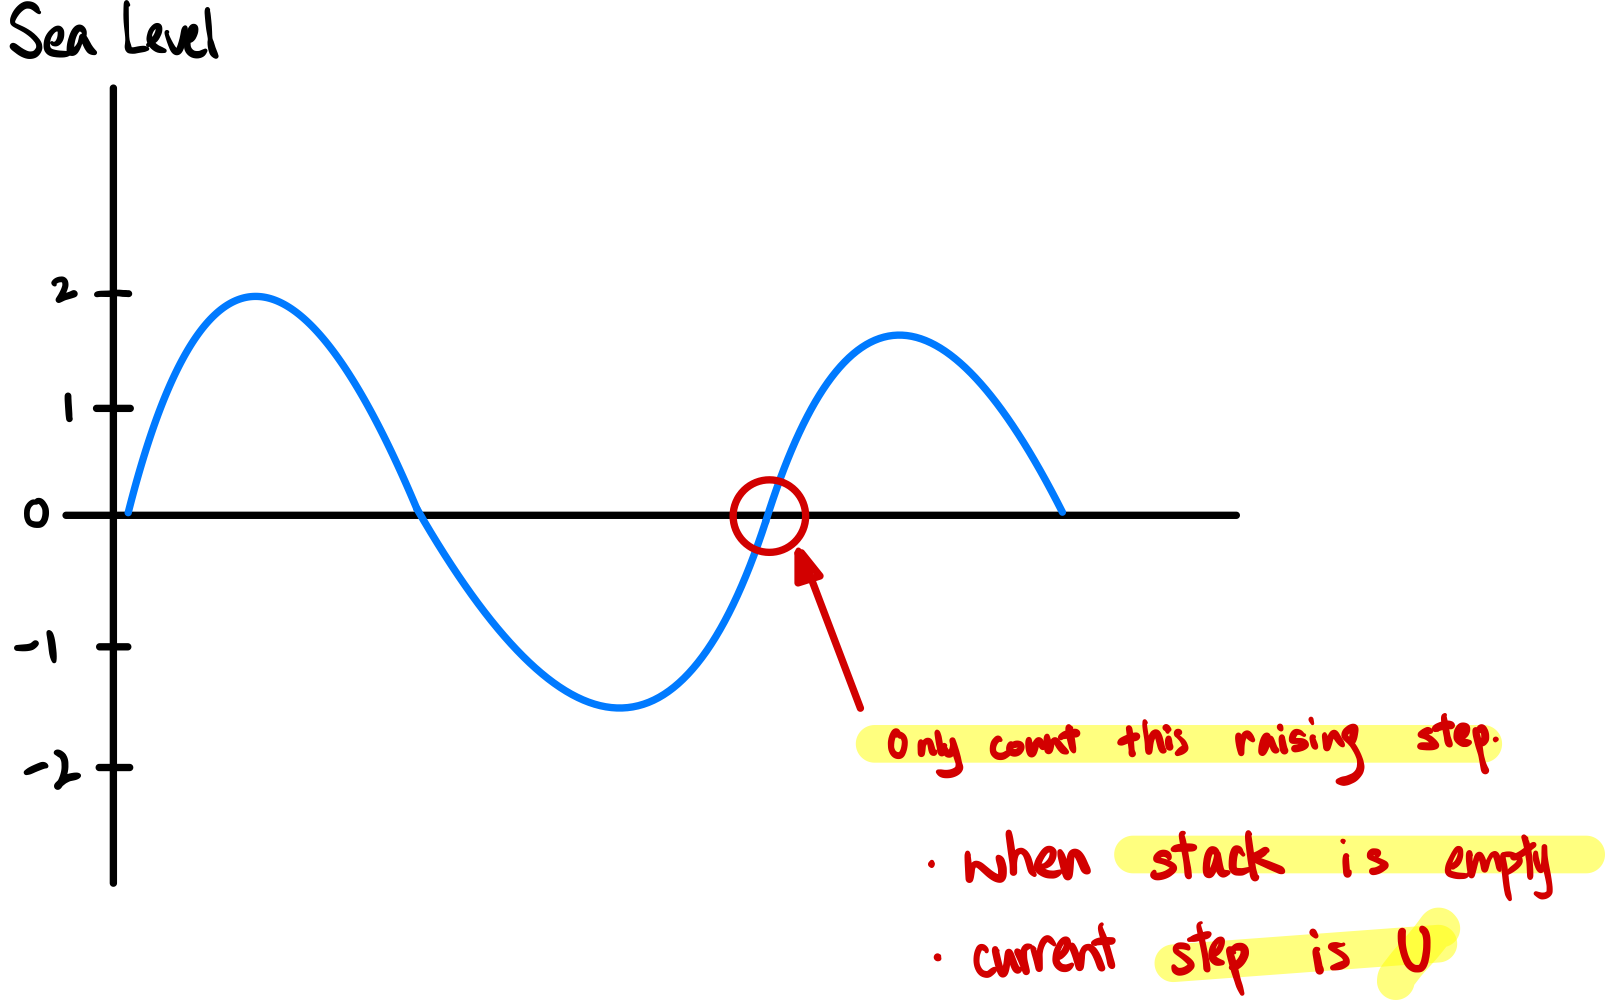 Sea Level
2
1
0
-1
-2
Only count this raising step.
· when stack is empty
· current step is U